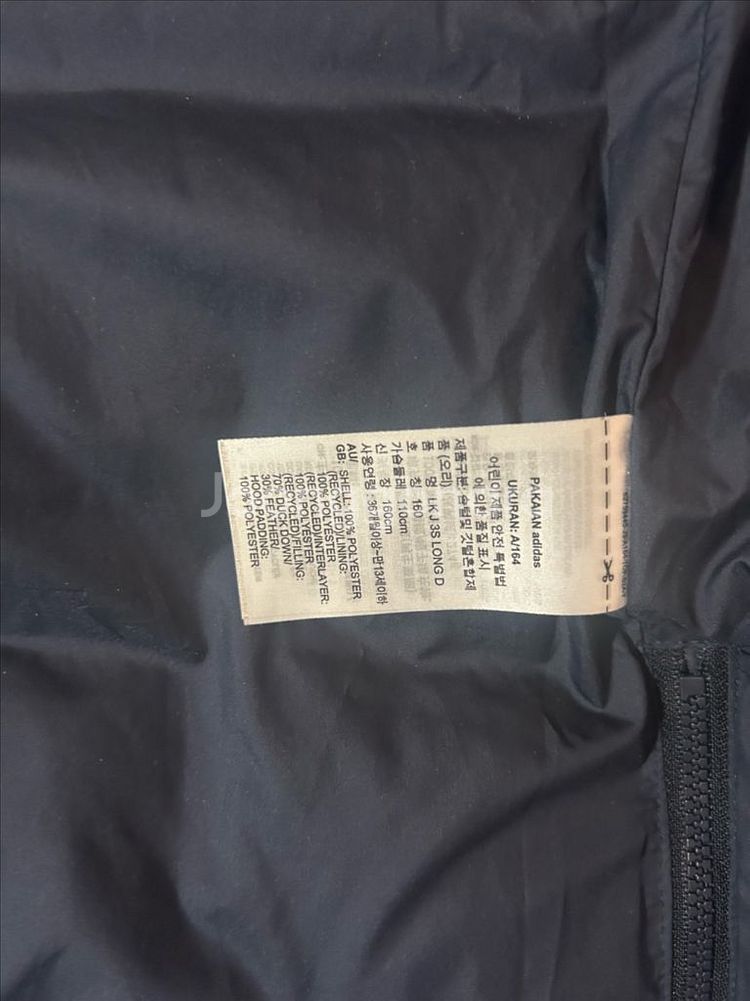 PAKAIAN adidas
UKURAN: A/164
어린이 제품 안전 특별법
에 의한 품질 표시
제품구분: 솜털및 깃털혼합제
품 (오리)
품 명 LK J 3S LONG D
호 칭 160
가슴둘레 110cm
신 장 160cm
사용연령 : 36개월이상~만13세이하
AU/
GB: SHELL: 100% POLYESTER
(RECYCLED)/LINING:
100% POLYESTER
(RECYCLED)/INTERLAYER:
100% POLYESTER
(RECYCLED)/FILLING:
70% DUCK DOWN/
30% FEATHER/
HOOD PADDING:
100% POLYESTER